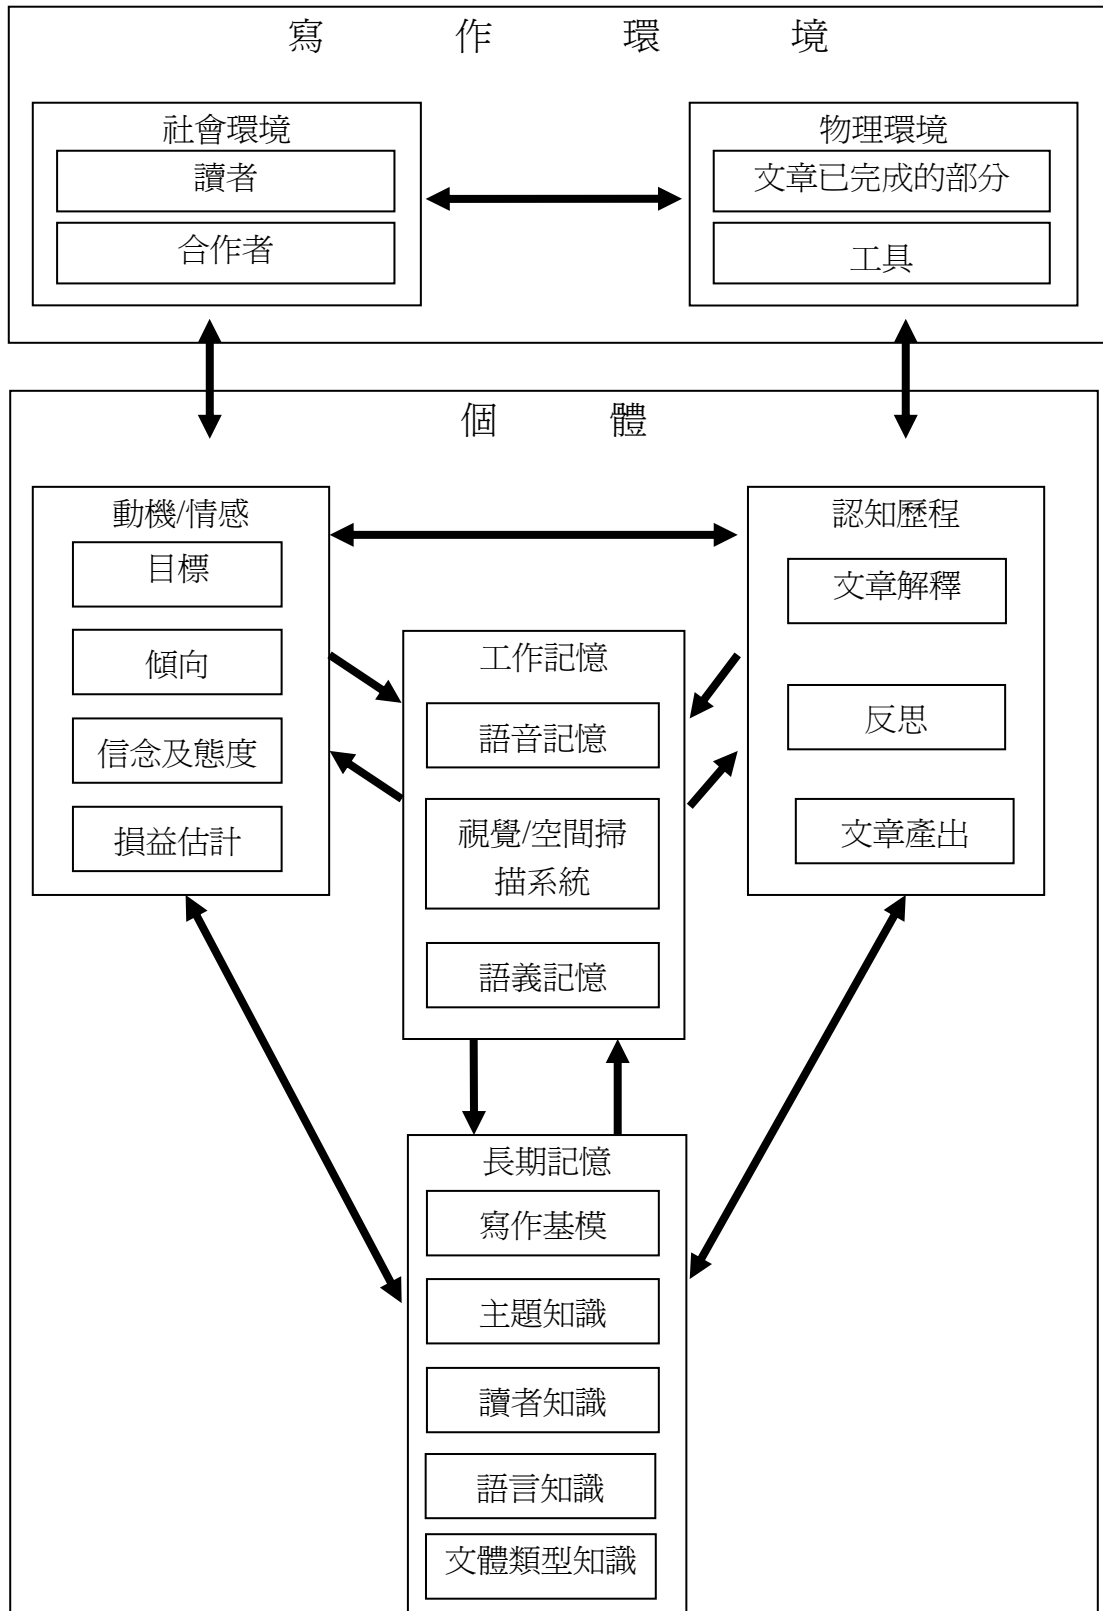 寫作環境
社會環境
讀者
合作者
物理環境
文章已完成的部分
工具
個體
動機/情感
目標
傾向
信念及態度
損益估計
工作記憶
語音記憶
視覺/空間掃
描系統
語義記憶
認知歷程
文章解釋
反思
文章產出
長期記憶
寫作基模
主題知識
讀者知識
語言知識
文體類型知識